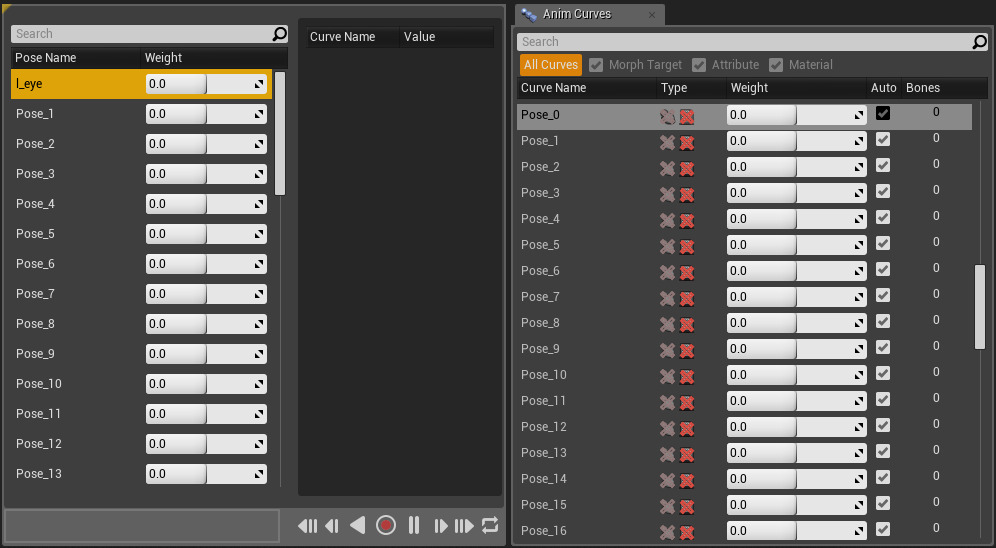 Search
Pose Name Weight
l_eye 0.0
Pose_1 0.0
Pose_2 0.0
Pose_3 0.0
Pose_4 0.0
Pose_5 0.0
Pose_6 0.0
Pose_7 0.0
Pose_8 0.0
Pose_9 0.0
Pose_10 0.0
Pose_11 0.0
Pose_12 0.0
Pose_13 0.0
Curve Name Value
Anim Curves
Search
All Curves Morph Target Attribute Material
Curve Name Type Weight Auto Bones
Pose_0 0.0 0
Pose_1 0.0 0
Pose_2 0.0 0
Pose_3 0.0 0
Pose_4 0.0 0
Pose_5 0.0 0
Pose_6 0.0 0
Pose_7 0.0 0
Pose_8 0.0 0
Pose_9 0.0 0
Pose_10 0.0 0
Pose_11 0.0 0
Pose_12 0.0 0
Pose_13 0.0 0
Pose_14 0.0 0
Pose_15 0.0 0
Pose_16 0.0 0